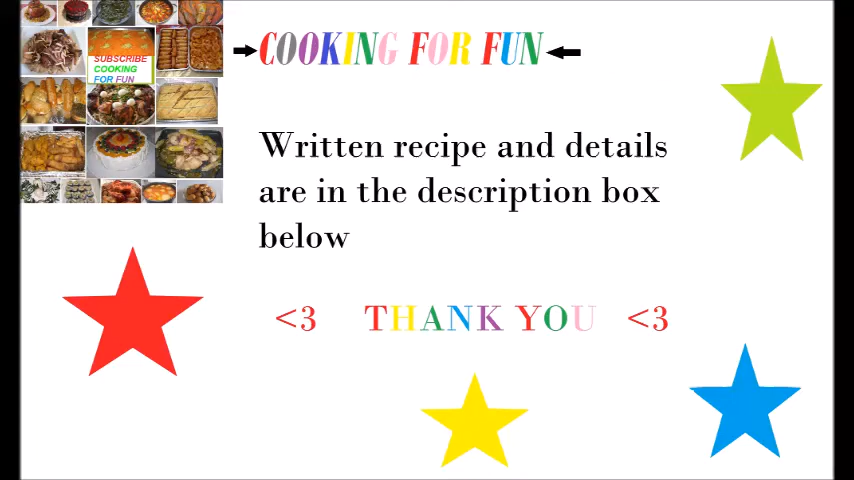 SUBSCRIBE
COOKING
FOR FUN
COOKING FOR FUN
Written recipe and details
are in the description box
below
<3 THANK YOU <3